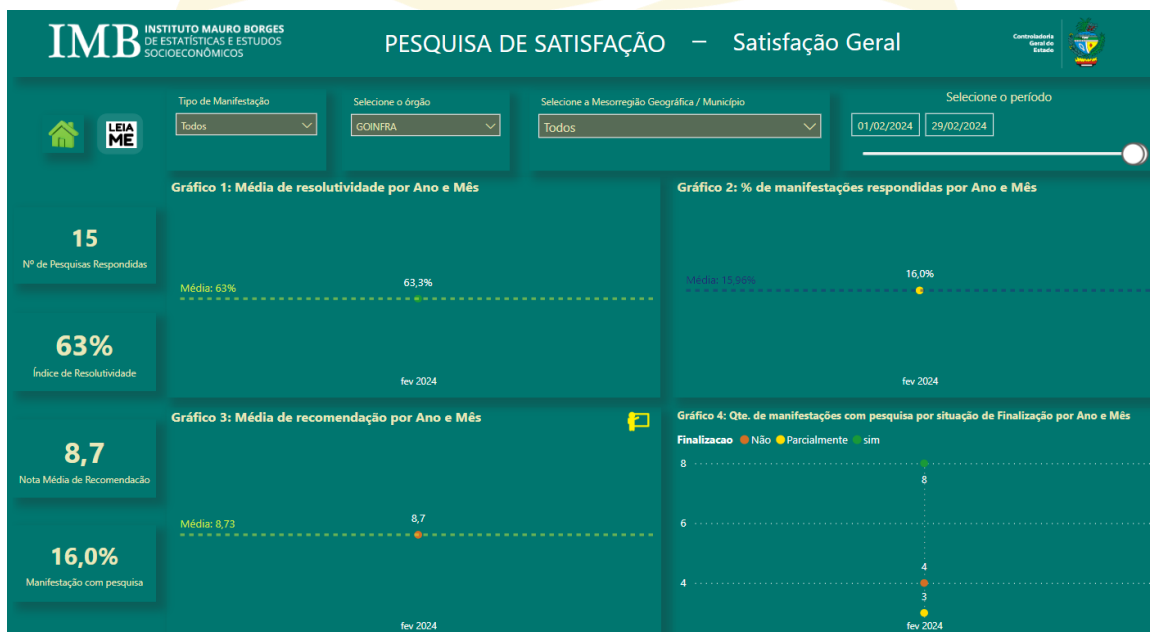 IMB INSTITUTO MAURO BORGES
DE ESTATÍSTICAS E ESTUDOS
SOCIOECONÔMICOS
PESQUISA DE SATISFAÇÃO – Satisfação Geral
Controladoria
Geral do
Estado
Tipo de Manifestação
Todos
Selecione o órgão
GOINFRA
Selecione a Mesorregião Geográfica / Município
Todos
Selecione o período
01/02/2024 29/02/2024
LEIA
ME
15
Nº de Pesquisas Respondidas
63%
Índice de Resolutividade
8,7
Nota Média de Recomendacão
16,0%
Manifestação com pesquisa
Gráfico 1: Média de resolutividade por Ano e Mês
63,3%
Média: 63%
fev 2024
Gráfico 2: % de manifestações respondidas por Ano e Mês
16,0%
Média: 15,96%
fev 2024
Gráfico 3: Média de recomendação por Ano e Mês
8,7
Média: 8,73
fev 2024
Gráfico 4: Qte. de manifestações com pesquisa por situação de Finalização por Ano e Mês
Finalizacao Não Parcialmente sim
8
8
6
4
4
3
fev 2024